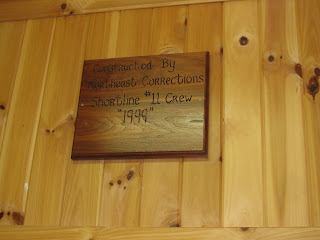 Constructed By
Northeast Corrections
Shortline #11 Crew
"1999"